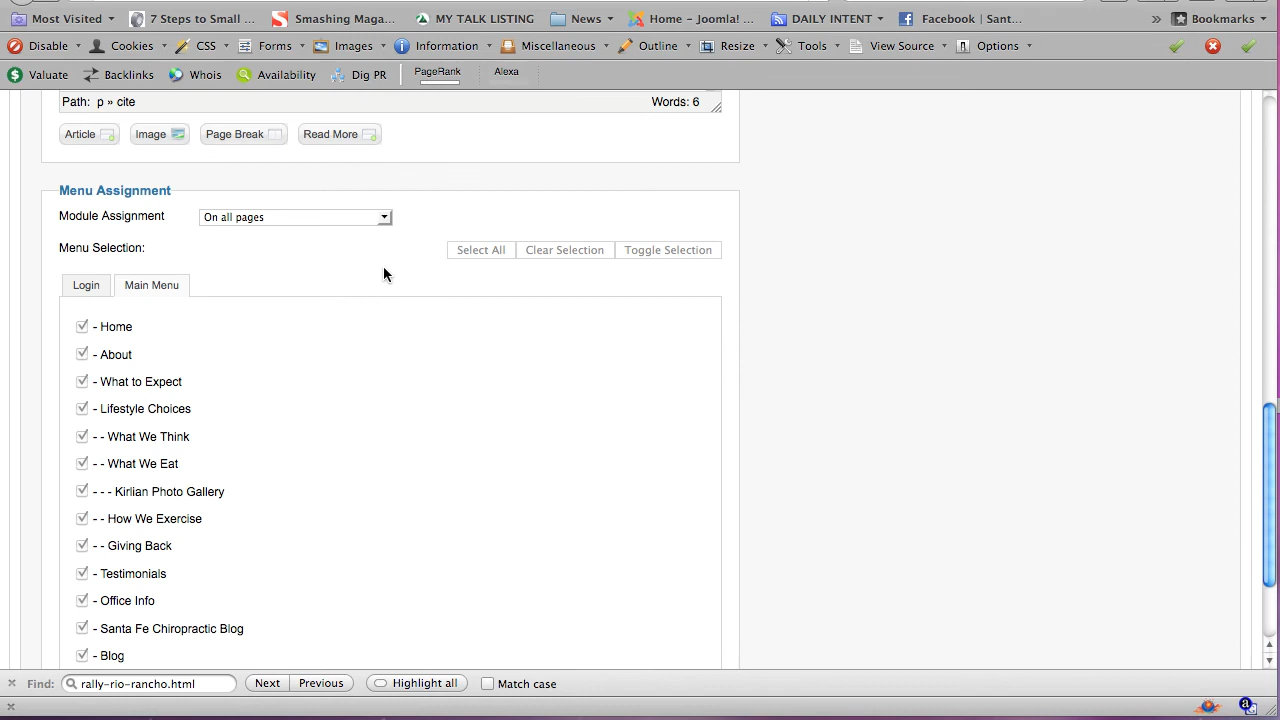 Most Visited 7 Steps to Small ... Smashing Maga... MY TALK LISTING News Home – Joomla! ... DAILY INTENT Facebook | Sant... » Bookmarks
Disable Cookies CSS Forms Images Information Miscellaneous Outline Resize Tools View Source Options
Valuate Backlinks Whois Availability Dig PR PageRank Alexa
Path: p » cite Words: 6
Article Image Page Break Read More
Menu Assignment
Module Assignment On all pages
Menu Selection: Select All Clear Selection Toggle Selection
Login Main Menu
- Home
- About
- What to Expect
- Lifestyle Choices
- - What We Think
- - What We Eat
- - - Kirlian Photo Gallery
- - How We Exercise
- - Giving Back
- Testimonials
- Office Info
- Santa Fe Chiropractic Blog
- Blog
Find: rally-rio-rancho.html Next Previous Highlight all Match case